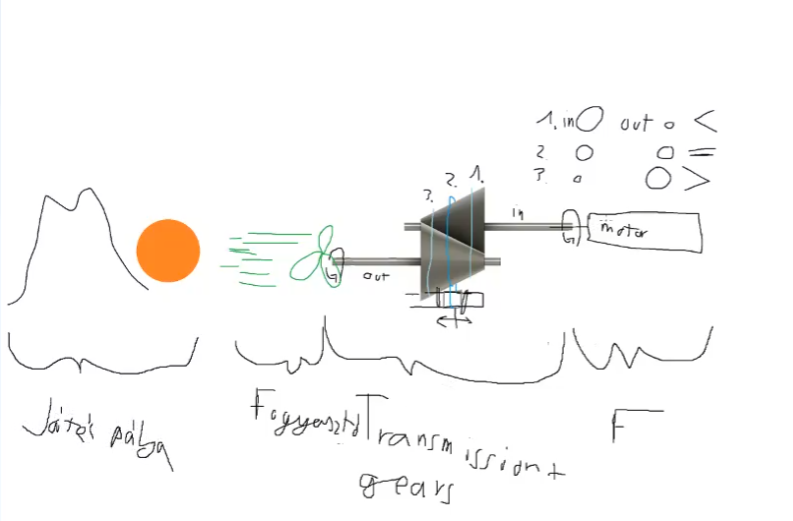 1. in out <
2. =
3. >
3. 2. 1.
in
motor
out
Játék pálya
Fogyasztó
Transmission +
gears
F